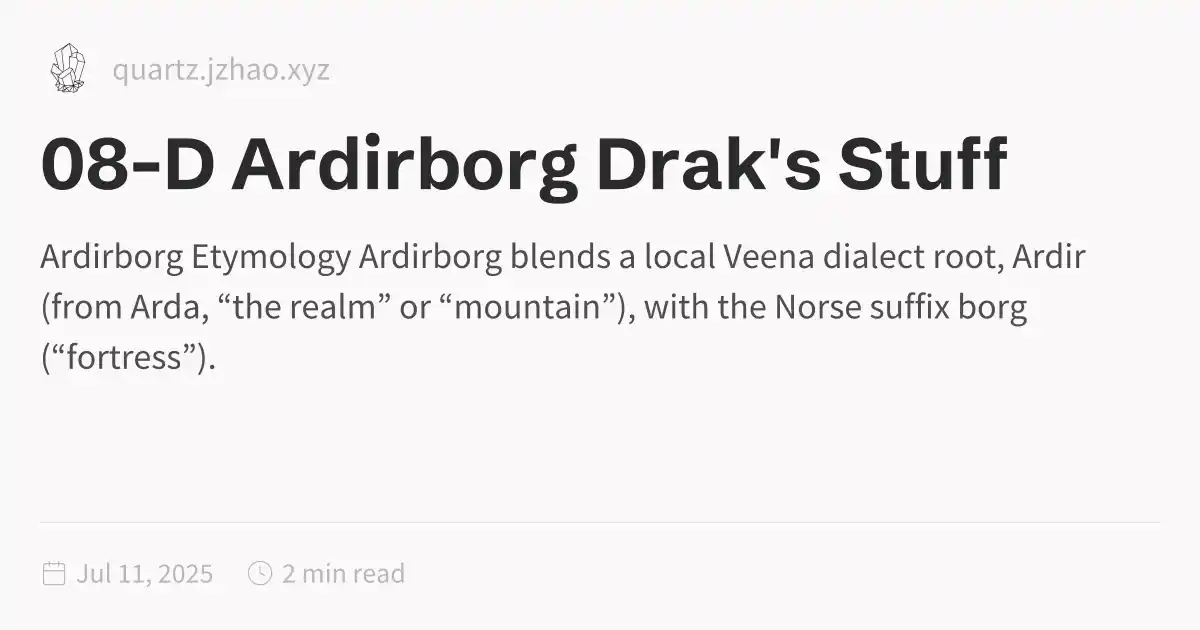 quartz.jzhao.xyz
08-D Ardirborg Drak's Stuff
Ardirborg Etymology Ardirborg blends a local Veena dialect root, Ardir
(from Arda, “the realm” or “mountain”), with the Norse suffix borg
(“fortress”).
Jul 11, 2025 2 min read